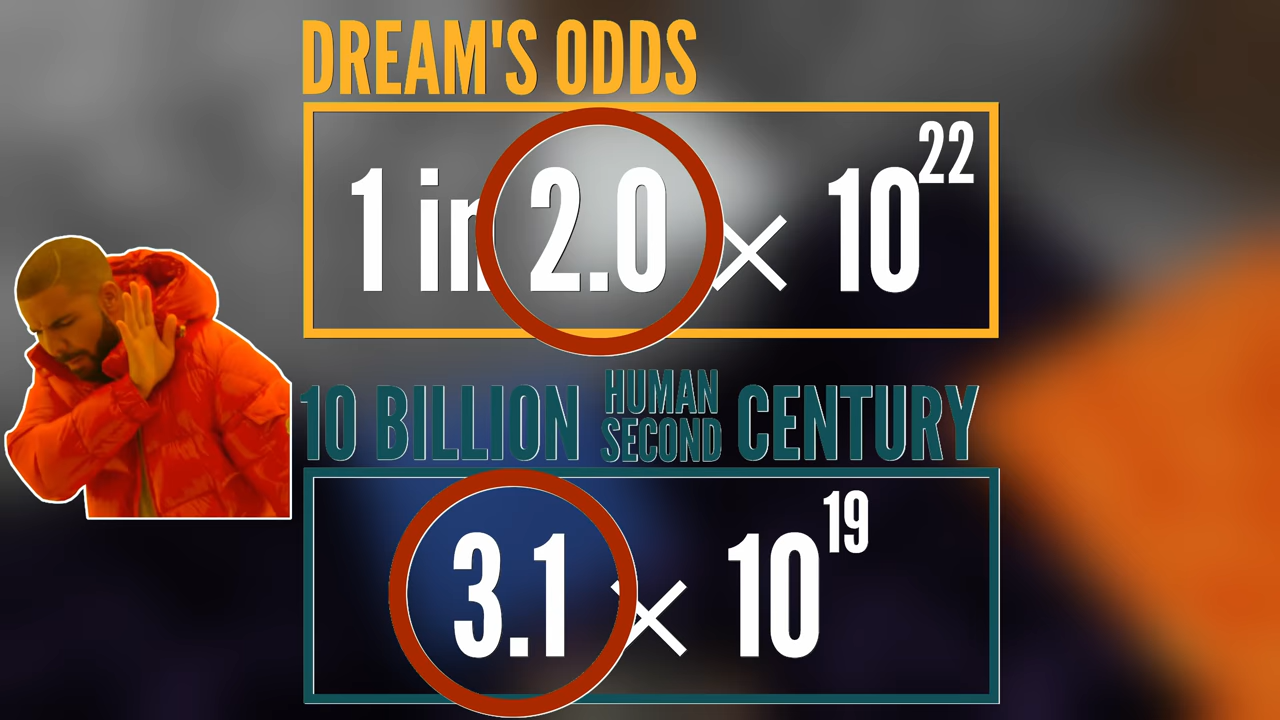 DREAM'S ODDS
1 in 2.0 × 10²²
10 BILLION HUMAN SECOND CENTURY
3.1 × 10¹⁹